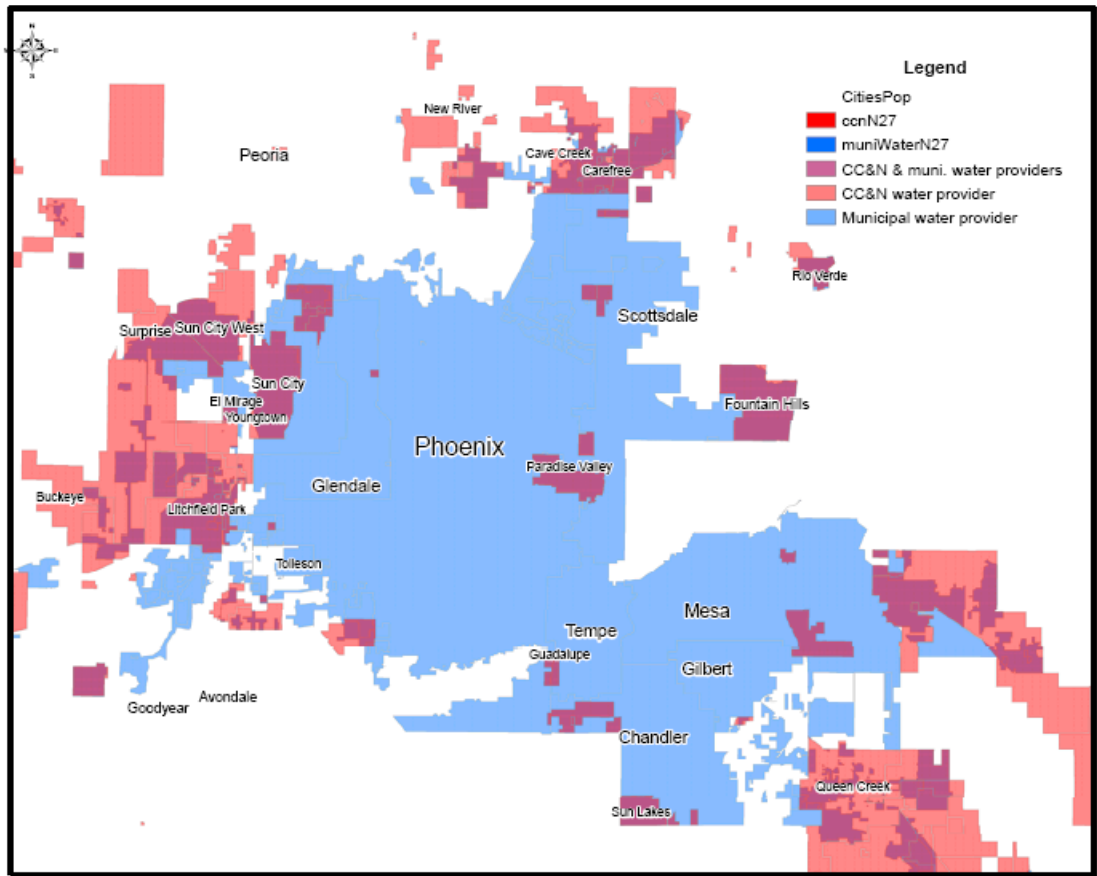 N
S
Legend
CitiesPop
ccnN27
muniWaterN27
CC&N & muni. water providers
CC&N water provider
Municipal water provider
New River
Peoria
Cave Creek
Carefree
Rio Verde
Scottsdale
Surprise
Sun City West
Sun City
El Mirage
Youngtown
Fountain Hills
Phoenix
Paradise Valley
Glendale
Buckeye
Litchfield Park
Tolleson
Mesa
Tempe
Guadalupe
Gilbert
Avondale
Goodyear
Chandler
Queen Creek
Sun Lakes